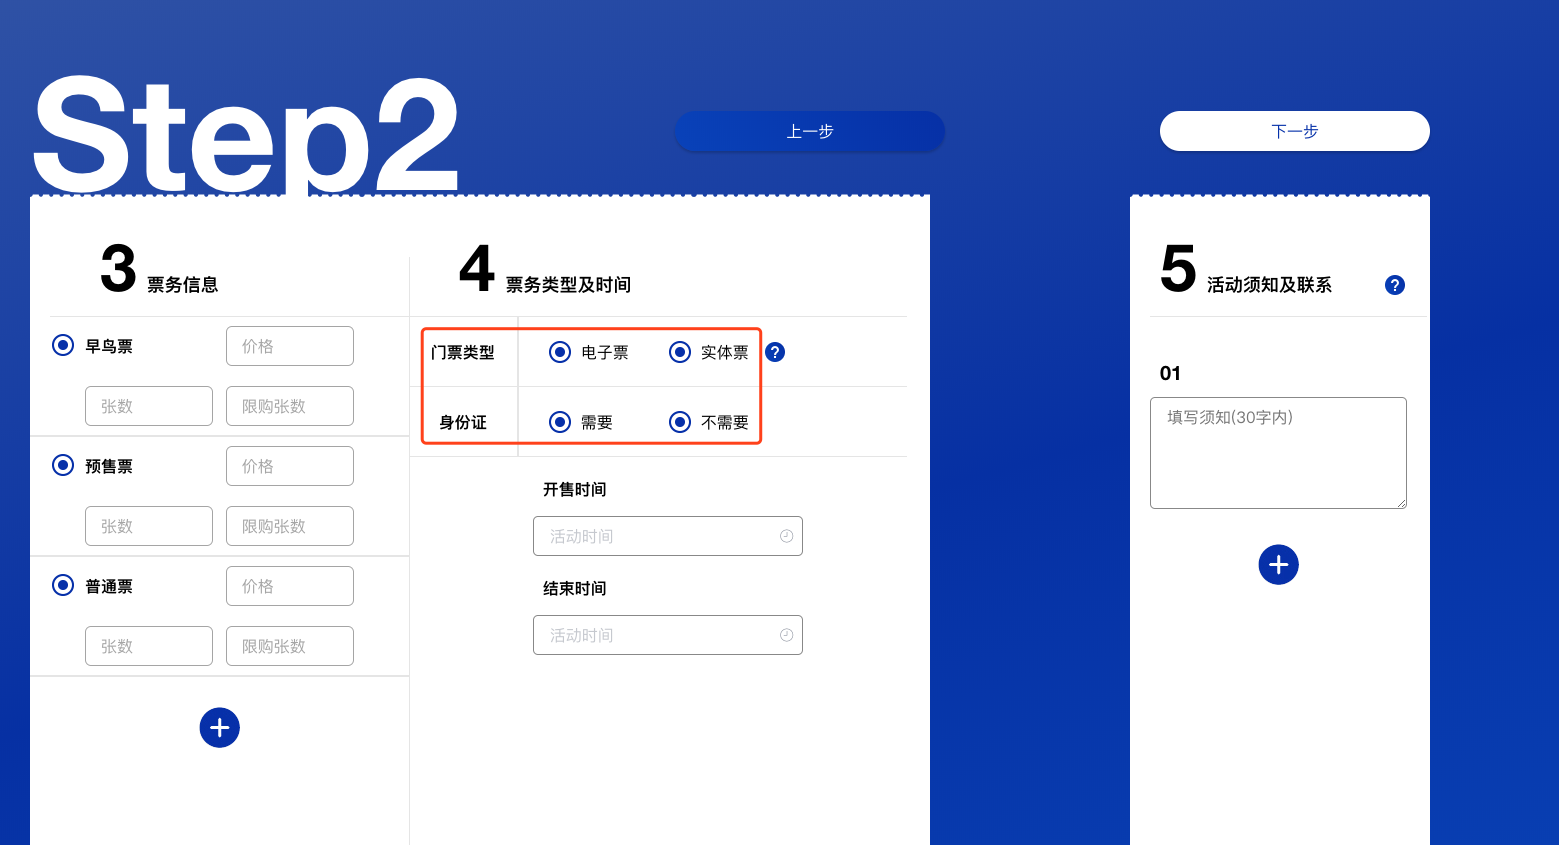 Step2
上一步
下一步
3 票务信息
早鸟票
价格
张数
限购张数
预售票
价格
张数
限购张数
普通票
价格
张数
限购张数
4 票务类型及时间
门票类型
电子票
实体票
?
身份证
需要
不需要
开售时间
活动时间
结束时间
活动时间
5 活动须知及联系
?
01
填写须知(30字内)